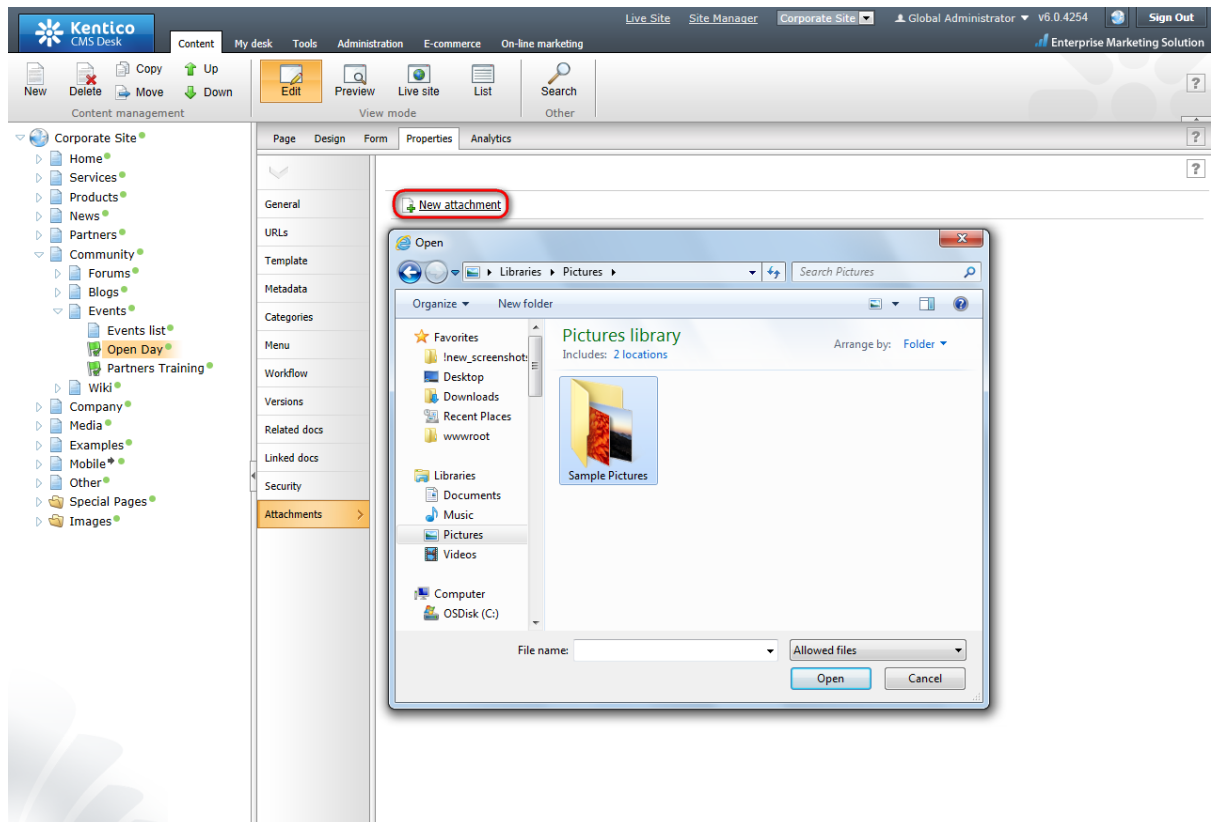 Kentico
CMS Desk
Live Site Site Manager Corporate Site Global Administrator v6.0.4254 Sign Out
Content My desk Tools Administration E-commerce On-line marketing
Enterprise Marketing Solution
New Delete Copy Move Up Down
Content management
Edit Preview Live site List
View mode
Search
Other
?
Page Design Form Properties Analytics
?
?
Corporate Site
Home
Services
Products
News
Partners
Community
Forums
Blogs
Events
Events list
Open Day
Partners Training
Wiki
Company
Media
Examples
Mobile
Other
Special Pages
Images
General
URLs
Template
Metadata
Categories
Menu
Workflow
Versions
Related docs
Linked docs
Security
Attachments
New attachment
Open
Libraries Pictures
Search Pictures
Organize New folder
?
Favorites
!new_screenshots
Desktop
Downloads
Recent Places
wwwroot
Libraries
Documents
Music
Pictures
Videos
Computer
OSDisk (C:)
Pictures library
Includes: 2 locations
Arrange by: Folder
Sample Pictures
File name:
Allowed files
Open Cancel